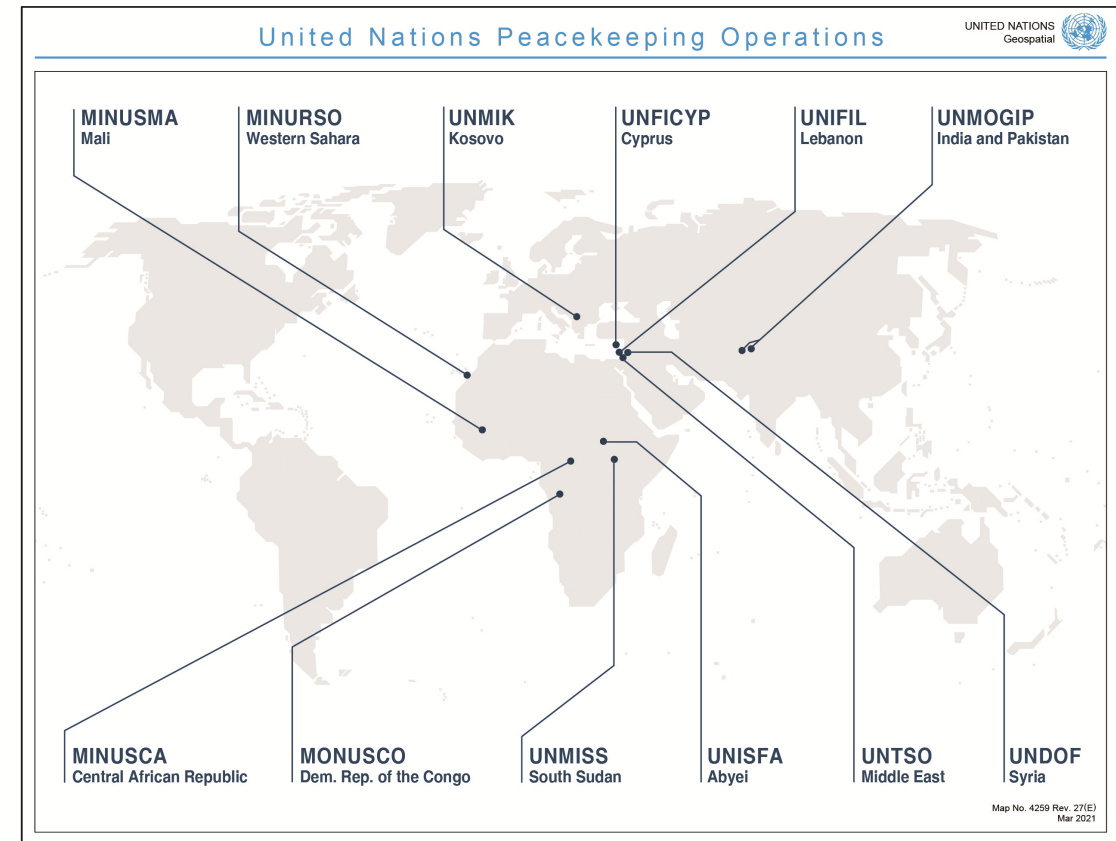 United Nations Peacekeeping Operations
UNITED NATIONS
Geospatial
MINUSMA
Mali
MINURSO
Western Sahara
UNMIK
Kosovo
UNFICYP
Cyprus
UNIFIL
Lebanon
UNMOGIP
India and Pakistan
MINUSCA
Central African Republic
MONUSCO
Dem. Rep. of the Congo
UNMISS
South Sudan
UNISFA
Abyei
UNTSO
Middle East
UNDOF
Syria
Map No. 4259 Rev. 27(E)
Mar 2021